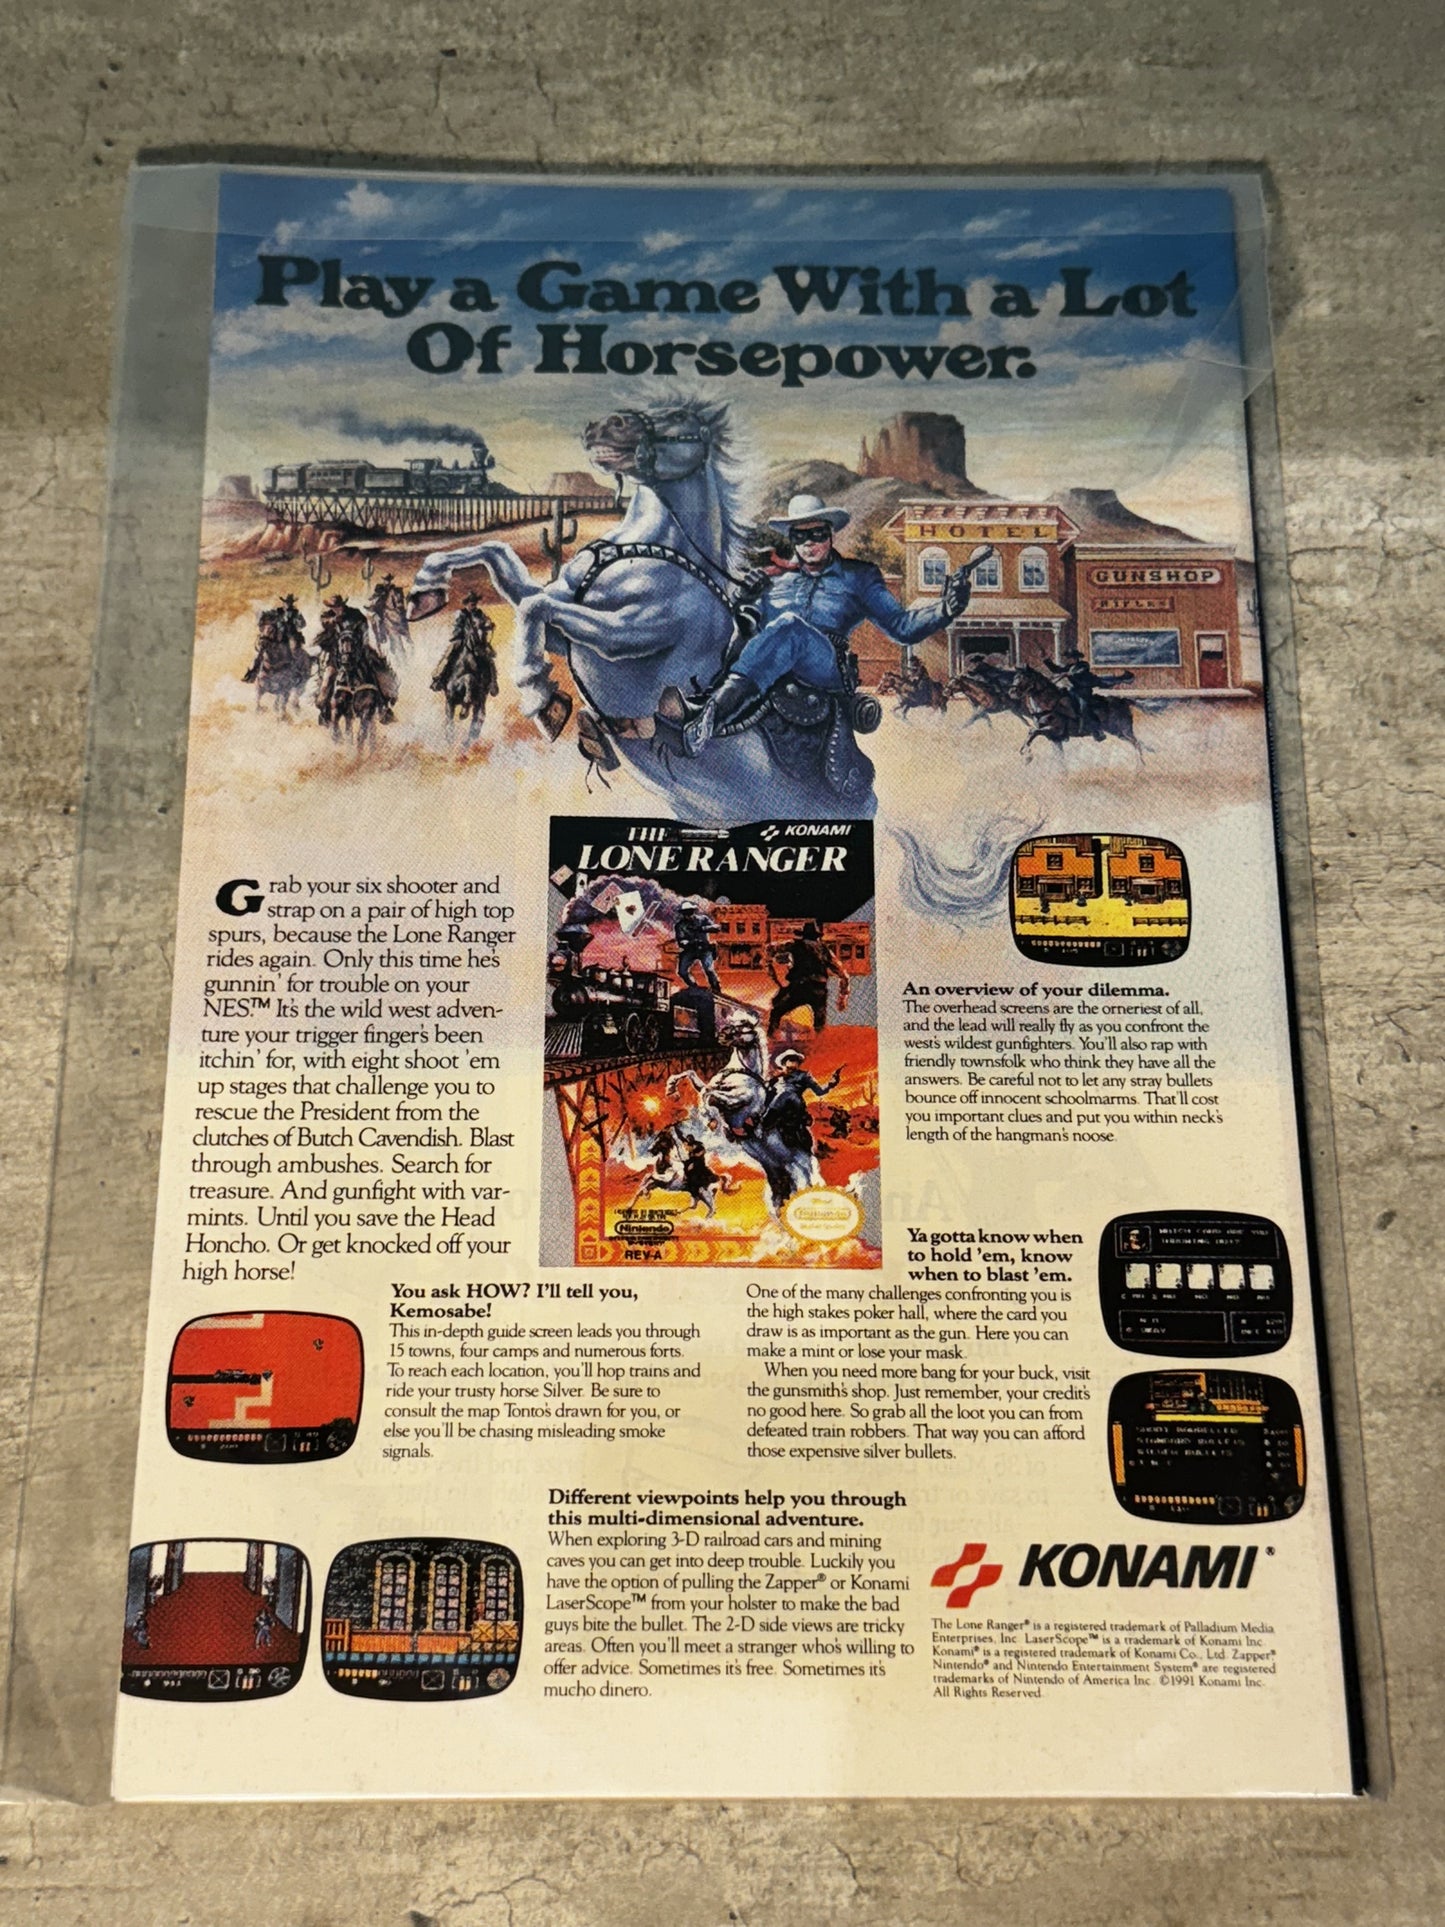 Play a Game With a Lot
Of Horsepower.
HOTEL
GUNSHOP
RIFLES
THE
KONAMI
LONE RANGER
Nintendo
REV-A
Grab your six shooter and
strap on a pair of high top
spurs, because the Lone Ranger
rides again. Only this time he's
gunnin' for trouble on your
NES.™ It's the wild west adven-
ture your trigger finger's been
itchin' for, with eight shoot 'em
up stages that challenge you to
rescue the President from the
clutches of Butch Cavendish. Blast
through ambushes. Search for
treasure. And gunfight with var-
mints. Until you save the Head
Honcho. Or get knocked off your
high horse!
An overview of your dilemma.
The overhead screens are the orneriest of all,
and the lead will really fly as you confront the
west's wildest gunfighters. You'll also rap with
friendly townsfolk who think they have all the
answers. Be careful not to let any stray bullets
bounce off innocent schoolmarms. That'll cost
you important clues and put you within neck's
length of the hangman's noose.
You ask HOW? I'll tell you,
Kemosabe!
This in-depth guide screen leads you through
15 towns, four camps and numerous forts.
To reach each location, you'll hop trains and
ride your trusty horse Silver. Be sure to
consult the map Tonto's drawn for you, or
else you'll be chasing misleading smoke
signals.
Ya gotta know when
to hold 'em, know
when to blast 'em.
One of the many challenges confronting you is
the high stakes poker hall, where the card you
draw is as important as the gun. Here you can
make a mint or lose your mask.
When you need more bang for your buck, visit
the gunsmith's shop. Just remember, your credit's
no good here. So grab all the loot you can from
defeated train robbers. That way you can afford
those expensive silver bullets.
WHICH CARD ARE YOU
THROWING OUT?
OKAY
SHORT BARRELLED
STANDARD BULLETS
SILVER BULLETS
Different viewpoints help you through
this multi-dimensional adventure.
When exploring 3-D railroad cars and mining
caves you can get into deep trouble. Luckily you
have the option of pulling the Zapper® or Konami
LaserScope™ from your holster to make the bad
guys bite the bullet. The 2-D side views are tricky
areas. Often you'll meet a stranger who's willing to
offer advice. Sometimes it's free. Sometimes it's
mucho dinero.
KONAMI®
The Lone Ranger® is a registered trademark of Palladium Media
Enterprises, Inc. LaserScope™ is a trademark of Konami Inc.
Konami® is a registered trademark of Konami Co., Ltd. Zapper®
Nintendo® and Nintendo Entertainment System® are registered
trademarks of Nintendo of America Inc. ©1991 Konami Inc.
All Rights Reserved.